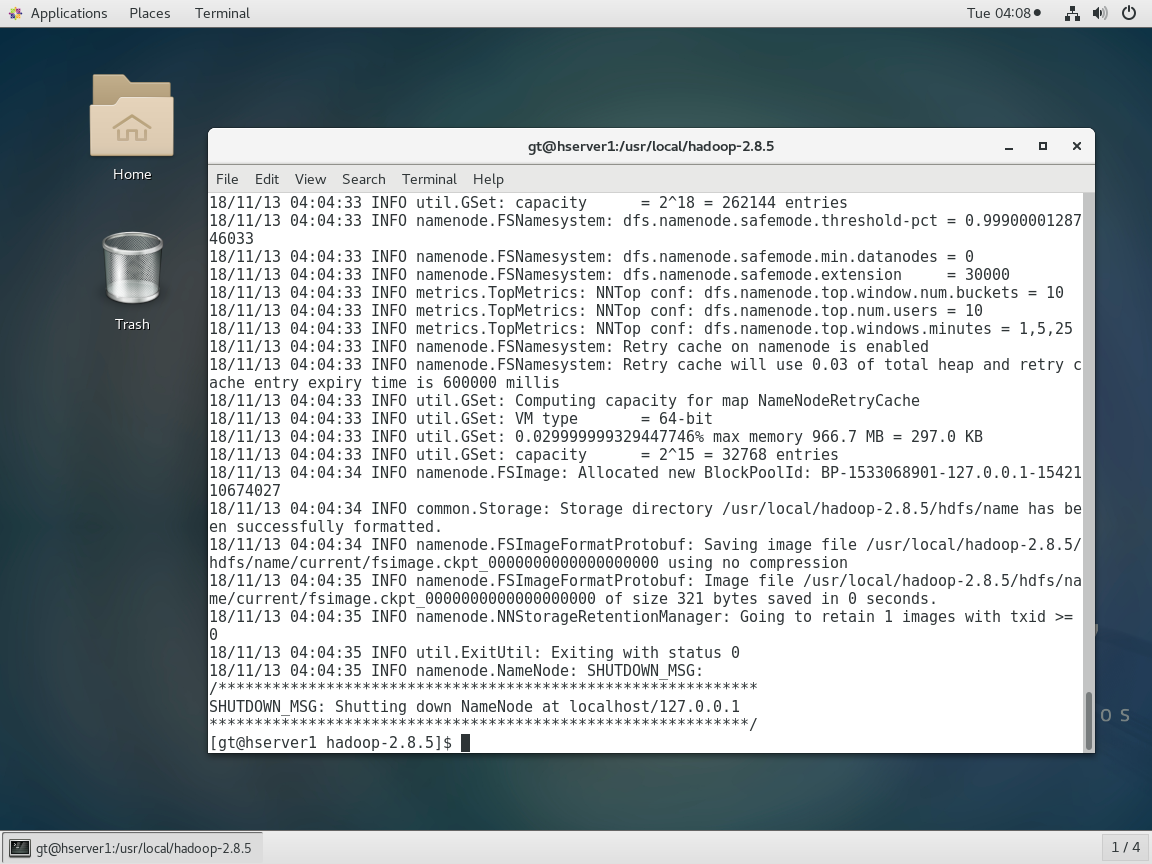 Applications Places Terminal Tue 04:08
Home
Trash
gt@hserver1:/usr/local/hadoop-2.8.5
File Edit View Search Terminal Help
18/11/13 04:04:33 INFO util.GSet: capacity      = 2^18 = 262144 entries
18/11/13 04:04:33 INFO namenode.FSNamesystem: dfs.namenode.safemode.threshold-pct = 0.99900001287
46033
18/11/13 04:04:33 INFO namenode.FSNamesystem: dfs.namenode.safemode.min.datanodes = 0
18/11/13 04:04:33 INFO namenode.FSNamesystem: dfs.namenode.safemode.extension     = 30000
18/11/13 04:04:33 INFO metrics.TopMetrics: NNTop conf: dfs.namenode.top.window.num.buckets = 10
18/11/13 04:04:33 INFO metrics.TopMetrics: NNTop conf: dfs.namenode.top.num.users = 10
18/11/13 04:04:33 INFO metrics.TopMetrics: NNTop conf: dfs.namenode.top.windows.minutes = 1,5,25
18/11/13 04:04:33 INFO namenode.FSNamesystem: Retry cache on namenode is enabled
18/11/13 04:04:33 INFO namenode.FSNamesystem: Retry cache will use 0.03 of total heap and retry c
ache entry expiry time is 600000 millis
18/11/13 04:04:33 INFO util.GSet: Computing capacity for map NameNodeRetryCache
18/11/13 04:04:33 INFO util.GSet: VM type       = 64-bit
18/11/13 04:04:33 INFO util.GSet: 0.029999999329447746% max memory 966.7 MB = 297.0 KB
18/11/13 04:04:33 INFO util.GSet: capacity      = 2^15 = 32768 entries
18/11/13 04:04:34 INFO namenode.FSImage: Allocated new BlockPoolId: BP-1533068901-127.0.0.1-15421
10674027
18/11/13 04:04:34 INFO common.Storage: Storage directory /usr/local/hadoop-2.8.5/hdfs/name has be
en successfully formatted.
18/11/13 04:04:34 INFO namenode.FSImageFormatProtobuf: Saving image file /usr/local/hadoop-2.8.5/
hdfs/name/current/fsimage.ckpt_0000000000000000000 using no compression
18/11/13 04:04:35 INFO namenode.FSImageFormatProtobuf: Image file /usr/local/hadoop-2.8.5/hdfs/na
me/current/fsimage.ckpt_0000000000000000000 of size 321 bytes saved in 0 seconds.
18/11/13 04:04:35 INFO namenode.NNStorageRetentionManager: Going to retain 1 images with txid >=
0
18/11/13 04:04:35 INFO util.ExitUtil: Exiting with status 0
18/11/13 04:04:35 INFO namenode.NameNode: SHUTDOWN_MSG:
/************************************************************
SHUTDOWN_MSG: Shutting down NameNode at localhost/127.0.0.1
************************************************************/
[gt@hserver1 hadoop-2.8.5]$
OS
gt@hserver1:/usr/local/hadoop-2.8.5 1 / 4